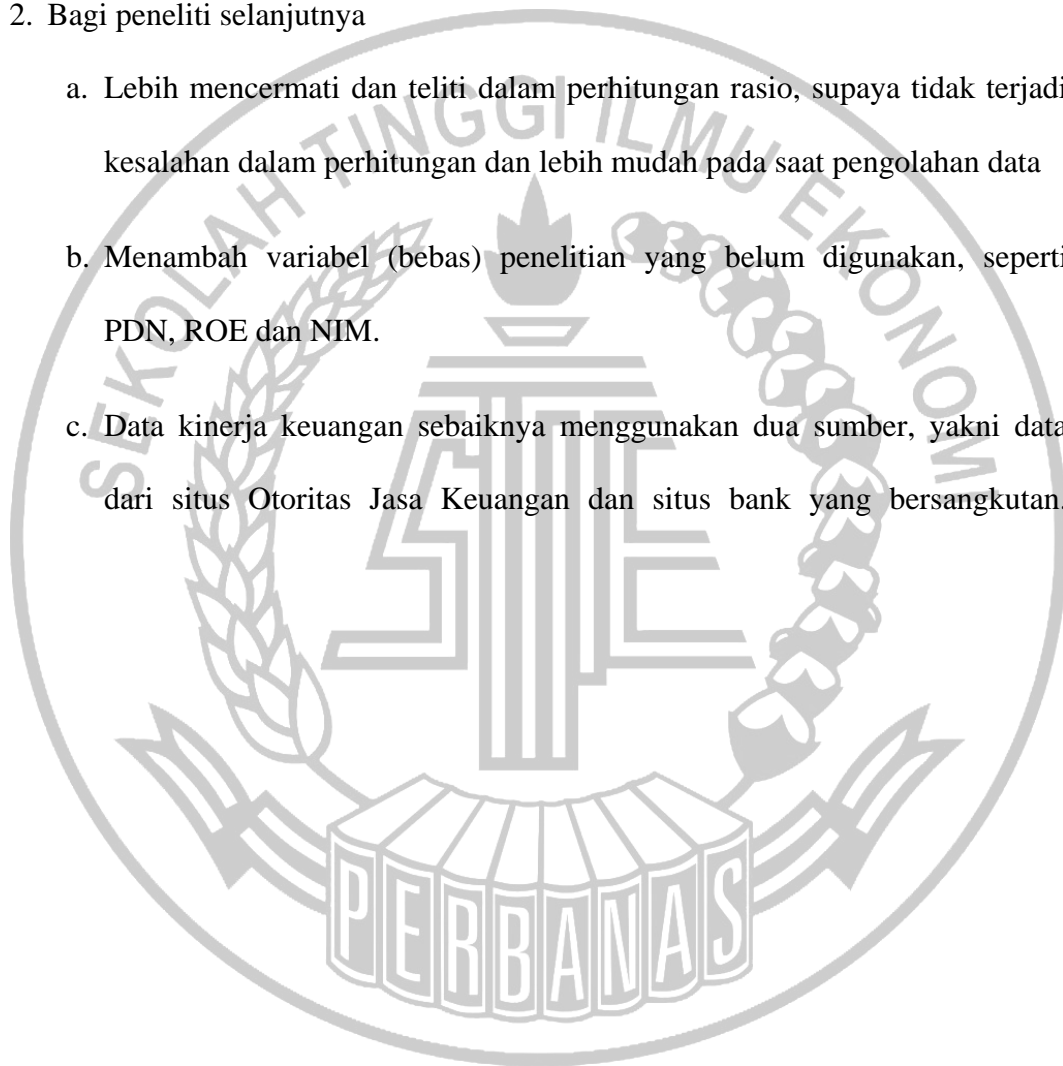 2. Bagi peneliti selanjutnya
a. Lebih mencermati dan teliti dalam perhitungan rasio, supaya tidak terjadi
kesalahan dalam perhitungan dan lebih mudah pada saat pengolahan data
b. Menambah variabel (bebas) penelitian yang belum digunakan, seperti
PDN, ROE dan NIM.
c. Data kinerja keuangan sebaiknya menggunakan dua sumber, yakni data
dari situs Otoritas Jasa Keuangan dan situs bank yang bersangkutan.
SEKOLAH TINGGI ILMU EKONOMI
STIE
PERBANAS